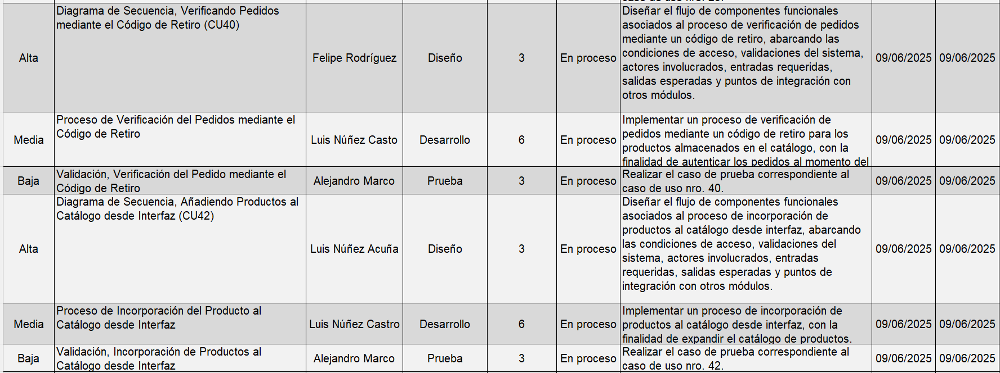 Diagrama de Secuencia, Verificando Pedidos
mediante el Código de Retiro (CU40)
Alta
Felipe Rodríguez
Diseño
3
En proceso
Diseñar el flujo de componentes funcionales
asociados al proceso de verificación de pedidos
mediante un código de retiro, abarcando las
condiciones de acceso, validaciones del sistema,
actores involucrados, entradas requeridas,
salidas esperadas y puntos de integración con
otros módulos.
09/06/2025
09/06/2025
Media
Proceso de Verificación del Pedidos mediante el
Código de Retiro
Luis Núñez Casto
Desarrollo
6
En proceso
Implementar un proceso de verificación de
pedidos mediante un código de retiro para los
productos almacenados en el catálogo, con la
finalidad de autenticar los pedidos al momento del
09/06/2025
09/06/2025
Baja
Validación, Verificación del Pedido mediante el
Código de Retiro
Alejandro Marco
Prueba
3
En proceso
Realizar el caso de prueba correspondiente al
caso de uso nro. 40.
09/06/2025
09/06/2025
Alta
Diagrama de Secuencia, Añadiendo Productos al
Catálogo desde Interfaz (CU42)
Luis Núñez Acuña
Diseño
3
En proceso
Diseñar el flujo de componentes funcionales
asociados al proceso de incorporación de
productos al catálogo desde interfaz, abarcando
las condiciones de acceso, validaciones del
sistema, actores involucrados, entradas
requeridas, salidas esperadas y puntos de
integración con otros módulos.
09/06/2025
09/06/2025
Media
Proceso de Incorporación del Producto al
Catálogo desde Interfaz
Luis Núñez Castro
Desarrollo
6
En proceso
Implementar un proceso de incorporación de
productos al catálogo desde interfaz, con la
finalidad de expandir el catálogo de productos.
09/06/2025
09/06/2025
Baja
Validación, Incorporación de Productos al
Catálogo desde Interfaz
Alejandro Marco
Prueba
3
En proceso
Realizar el caso de prueba correspondiente al
caso de uso nro. 42.
09/06/2025
09/06/2025